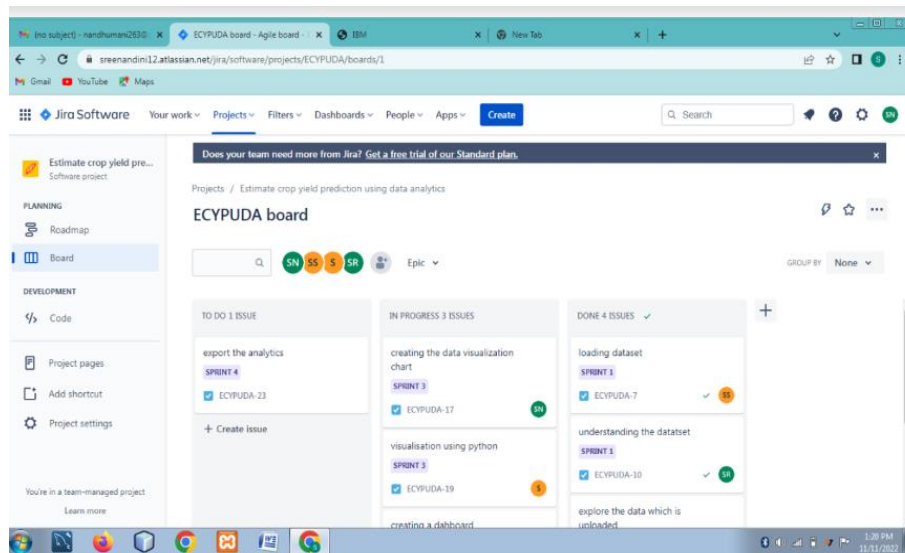 (no subject) - nandhumani263@
ECYPUDA board - Agile board - J
IBM
New Tab
sreenandini12.atlassian.net/jira/software/projects/ECYPUDA/boards/1
S
Gmail YouTube Maps
Jira Software Your work Projects Filters Dashboards People Apps Create Search SN
Does your team need more from Jira? Get a free trial of our Standard plan.
Estimate crop yield pre...
Software project
Projects / Estimate crop yield prediction using data analytics
PLANNING
ECYPUDA board
Roadmap
Board
SN SS S SR Epic GROUP BY None
DEVELOPMENT
Code
Project pages
Add shortcut
Project settings
You're in a team-managed project
Learn more
TO DO 1 ISSUE
export the analytics
SPRINT 4
ECYPUDA-23
+ Create issue
IN PROGRESS 3 ISSUES
creating the data visualization
chart
SPRINT 3
ECYPUDA-17 SN
visualisation using python
SPRINT 3
ECYPUDA-19 S
creating a dahboard
DONE 4 ISSUES
loading dataset
SPRINT 1
ECYPUDA-7 SS
understanding the datatset
SPRINT 1
ECYPUDA-10 SR
explore the data which is
uploaded
1:20 PM
11/11/2022